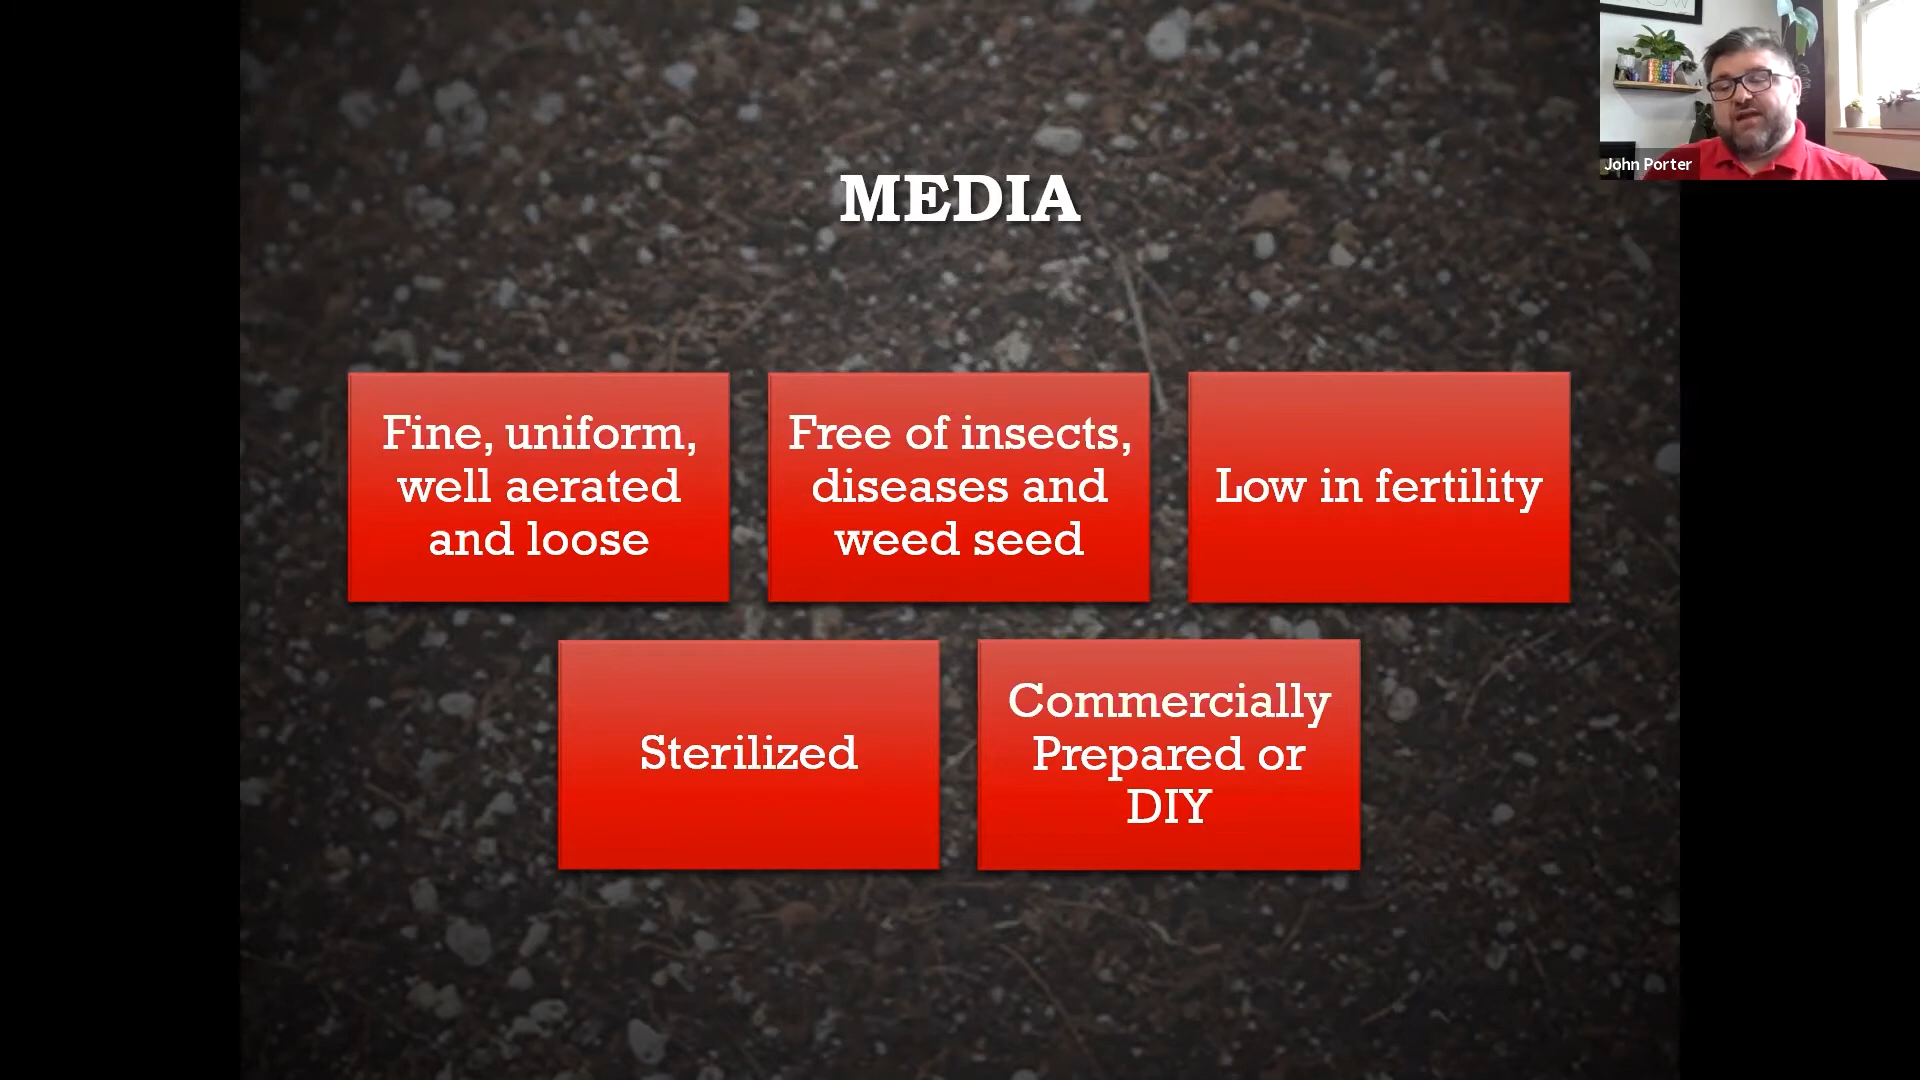 MEDIA
Fine, uniform,
well aerated
and loose
Free of insects,
diseases and
weed seed
Low in fertility
Sterilized
Commercially
Prepared or
DIY
John Porter